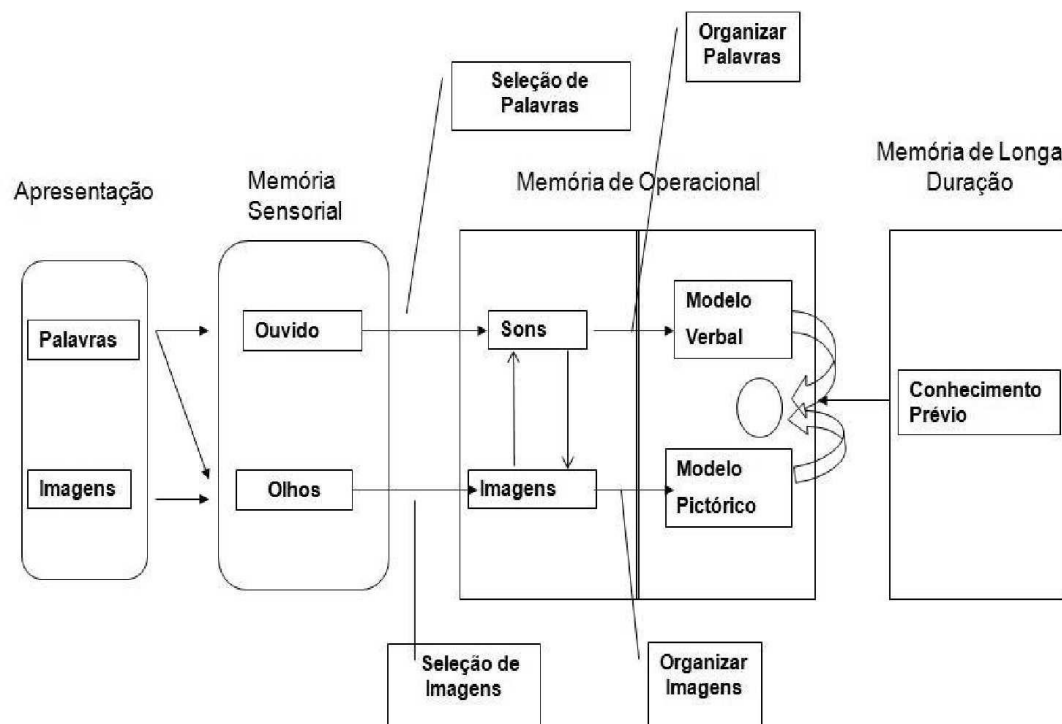 Organizar
Palavras
Seleção de
Palavras
Memória de Longa
Duração
Apresentação
Memória
Sensorial
Memória de Operacional
Palavras
Ouvido
Sons
Modelo
Verbal
Conhecimento
Prévio
Imagens
Olhos
Imagens
Modelo
Pictórico
Seleção de
Imagens
Organizar
Imagens